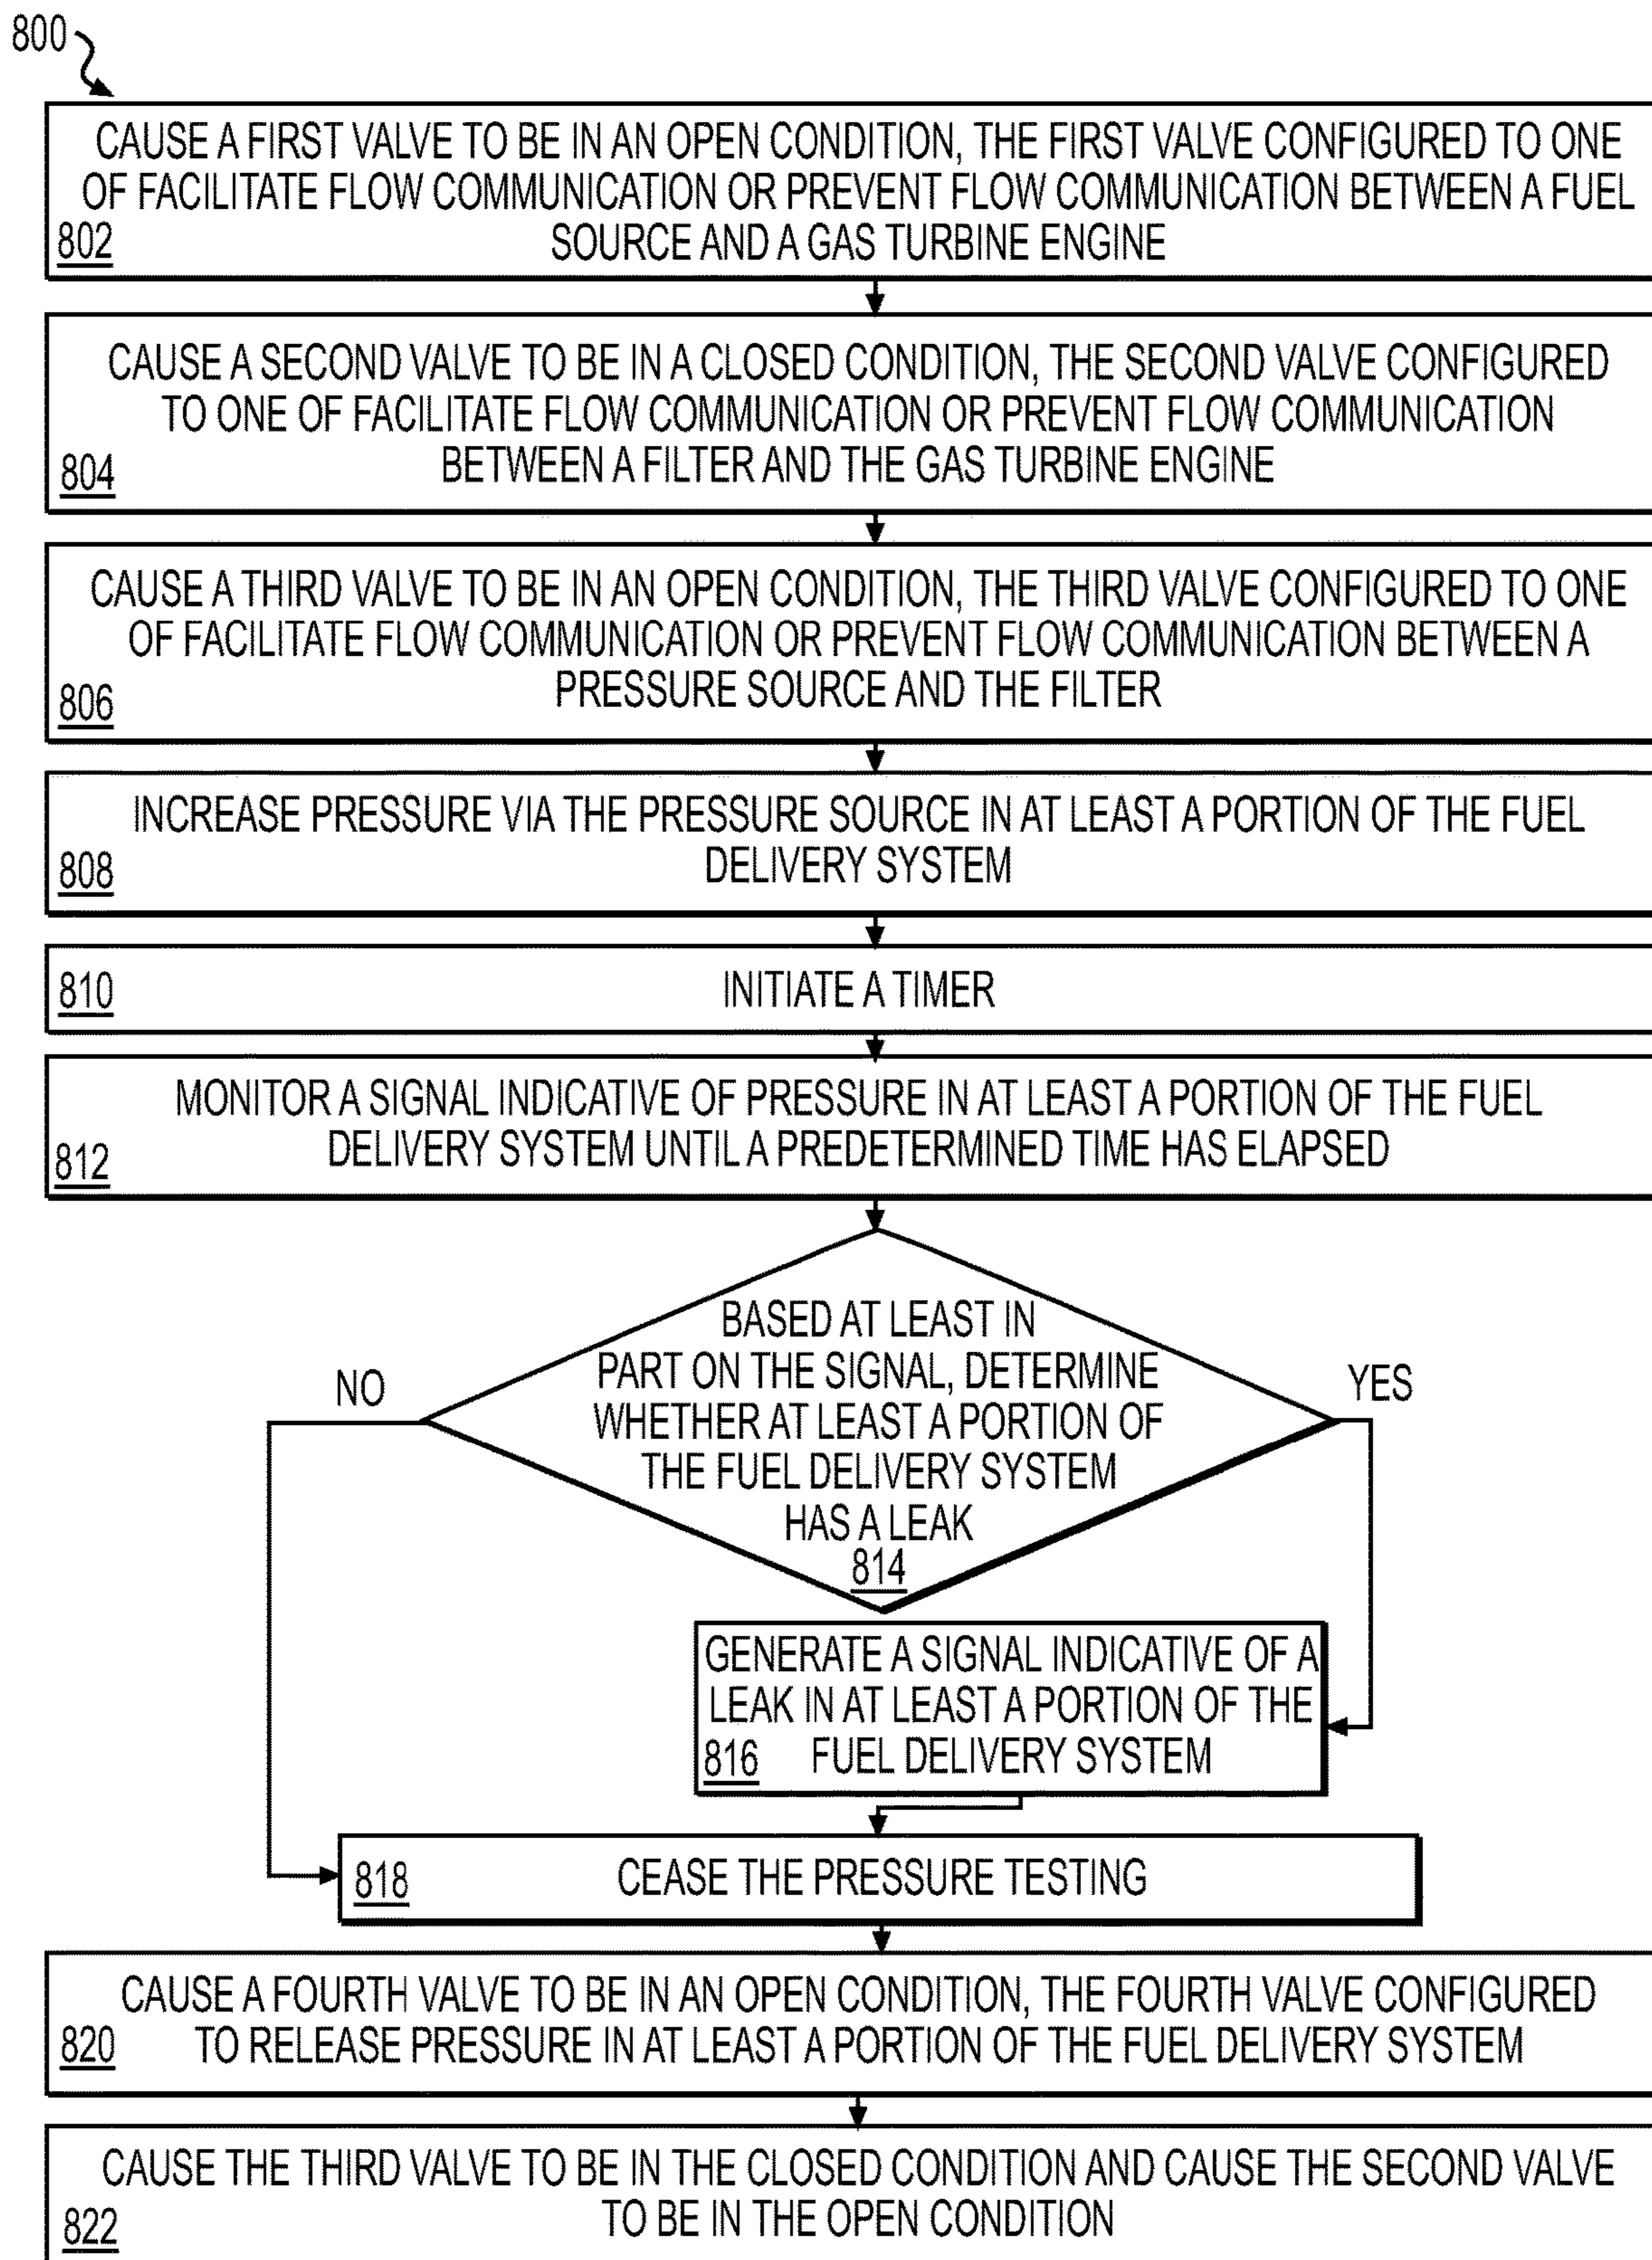 800
CAUSE A FIRST VALVE TO BE IN AN OPEN CONDITION, THE FIRST VALVE CONFIGURED TO ONE
OF FACILITATE FLOW COMMUNICATION OR PREVENT FLOW COMMUNICATION BETWEEN A FUEL
SOURCE AND A GAS TURBINE ENGINE
802
CAUSE A SECOND VALVE TO BE IN A CLOSED CONDITION, THE SECOND VALVE CONFIGURED
TO ONE OF FACILITATE FLOW COMMUNICATION OR PREVENT FLOW COMMUNICATION
BETWEEN A FILTER AND THE GAS TURBINE ENGINE
804
CAUSE A THIRD VALVE TO BE IN AN OPEN CONDITION, THE THIRD VALVE CONFIGURED TO ONE
OF FACILITATE FLOW COMMUNICATION OR PREVENT FLOW COMMUNICATION BETWEEN A
PRESSURE SOURCE AND THE FILTER
806
INCREASE PRESSURE VIA THE PRESSURE SOURCE IN AT LEAST A PORTION OF THE FUEL
DELIVERY SYSTEM
808
810
INITIATE A TIMER
MONITOR A SIGNAL INDICATIVE OF PRESSURE IN AT LEAST A PORTION OF THE FUEL
DELIVERY SYSTEM UNTIL A PREDETERMINED TIME HAS ELAPSED
812
BASED AT LEAST IN
PART ON THE SIGNAL, DETERMINE
WHETHER AT LEAST A PORTION OF
THE FUEL DELIVERY SYSTEM
HAS A LEAK
814
NO
YES
GENERATE A SIGNAL INDICATIVE OF A
LEAK IN AT LEAST A PORTION OF THE
FUEL DELIVERY SYSTEM
816
818
CEASE THE PRESSURE TESTING
CAUSE A FOURTH VALVE TO BE IN AN OPEN CONDITION, THE FOURTH VALVE CONFIGURED
TO RELEASE PRESSURE IN AT LEAST A PORTION OF THE FUEL DELIVERY SYSTEM
820
CAUSE THE THIRD VALVE TO BE IN THE CLOSED CONDITION AND CAUSE THE SECOND VALVE
TO BE IN THE OPEN CONDITION
822